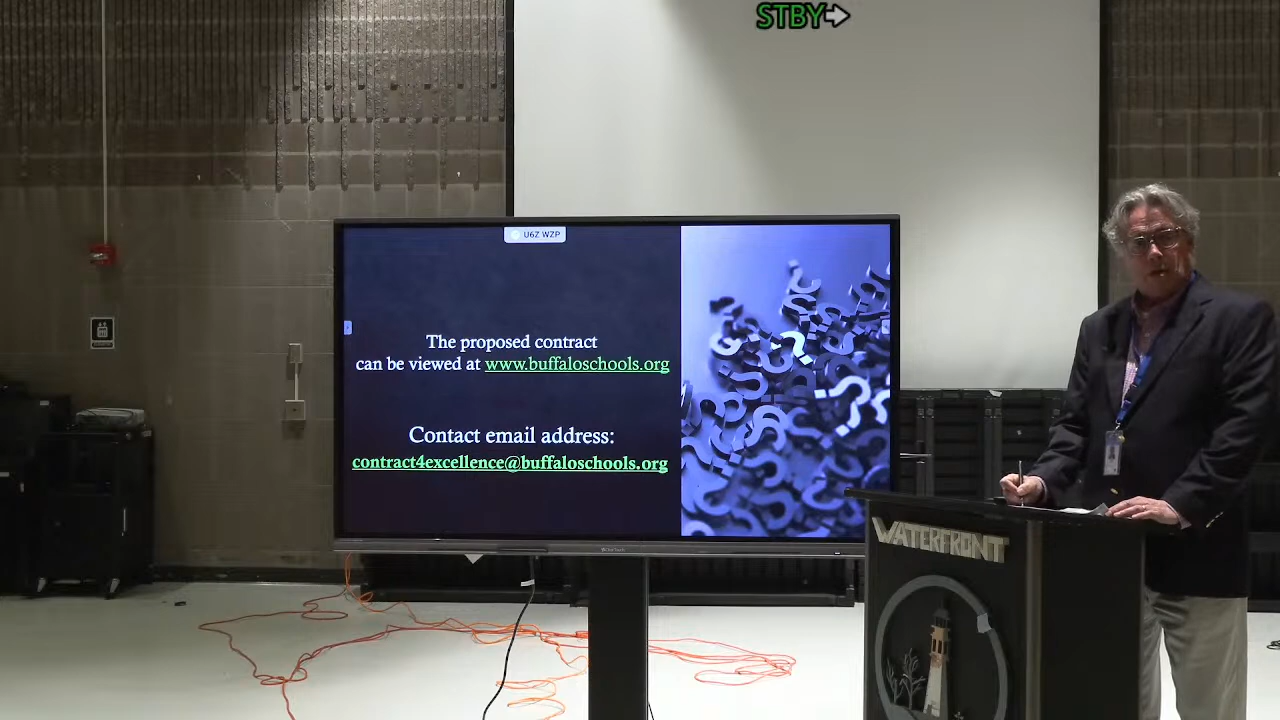 STBY
U6Z WZP
The proposed contract
can be viewed at www.buffaloschools.org
Contact email address:
contract4excellence@buffaloschools.org
WATERFRONT